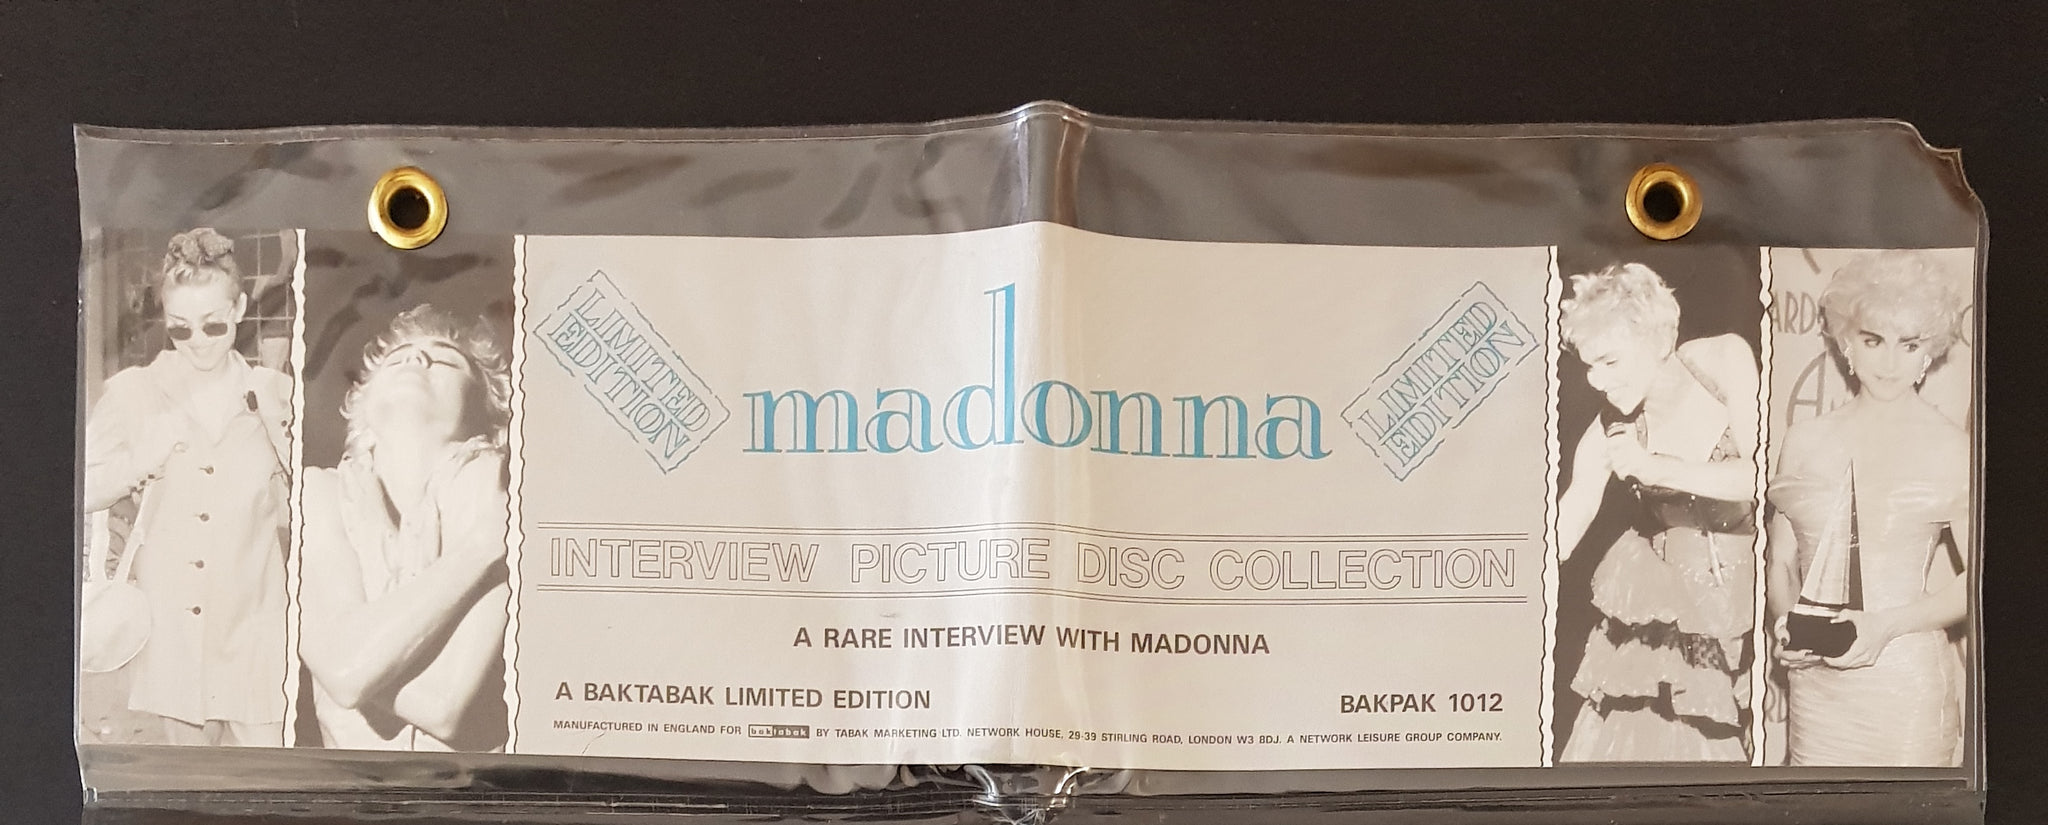 LIMITED
EDITION
madonna
LIMITED
EDITION
INTERVIEW PICTURE DISC COLLECTION
A RARE INTERVIEW WITH MADONNA
A BAKTABAK LIMITED EDITION
BAKPAK 1012
MANUFACTURED IN ENGLAND FOR baktabak BY TABAK MARKETING LTD. NETWORK HOUSE, 29-39 STIRLING ROAD, LONDON W3 8DJ. A NETWORK LEISURE GROUP COMPANY.